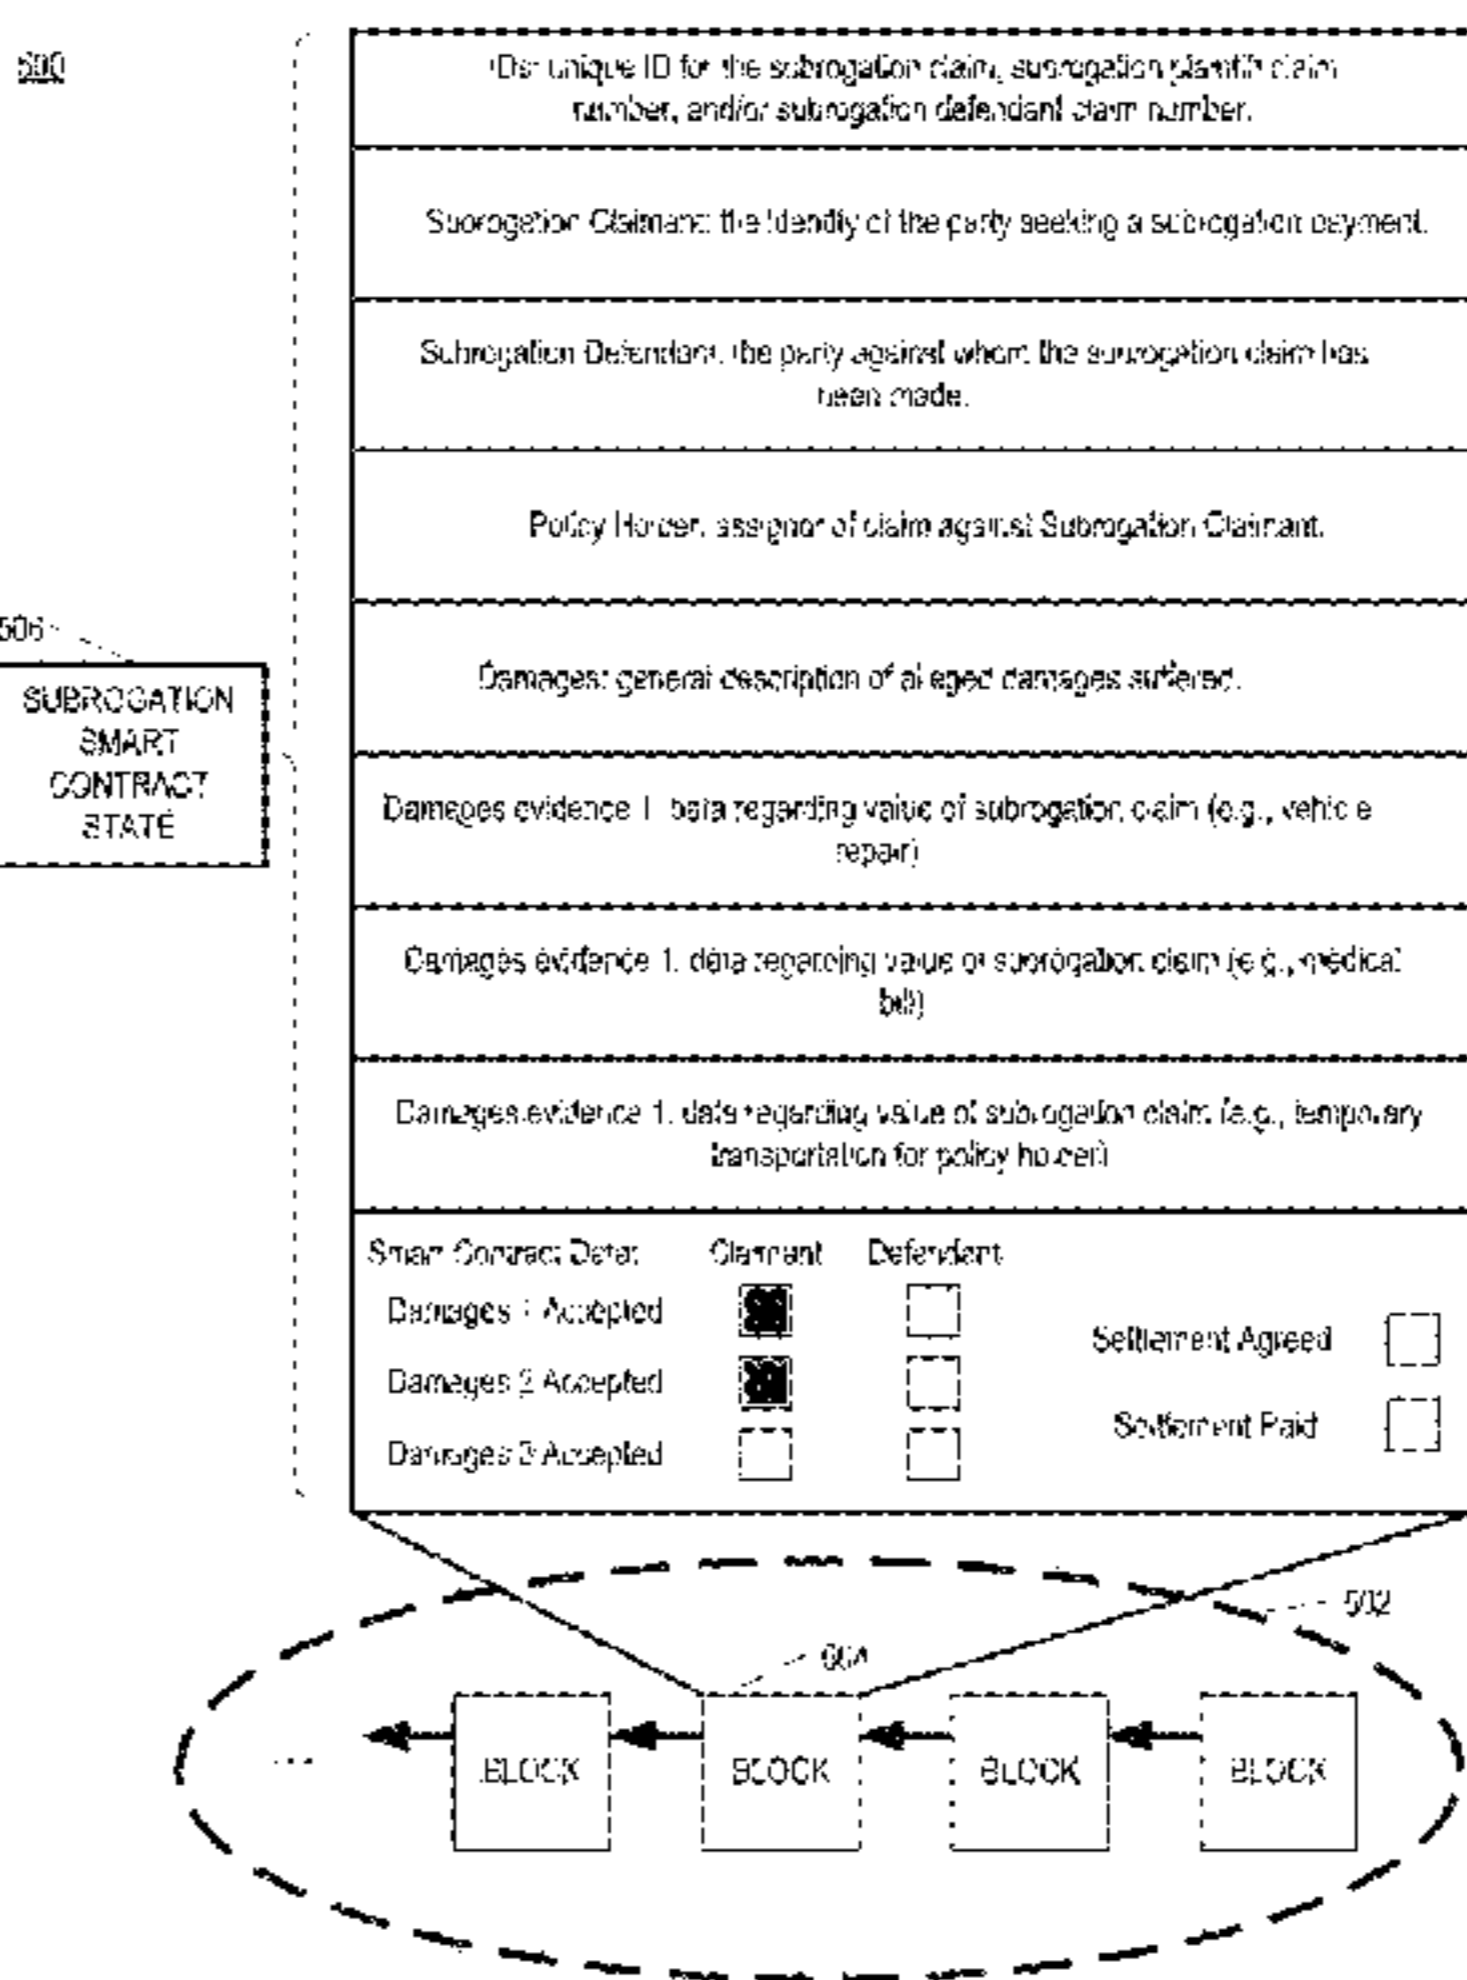 500
IDs: unique ID for the subrogation claim, subrogation plaintiff claim
number, and/or subrogation defendant claim number.
Subrogation Claimant: the identity of the party seeking a subrogation payment.
Subrogation Defendant: the party against whom the subrogation claim has
been made.
Policy Holder: assignor of claim against Subrogation Claimant.
506
Damages: general description of alleged damages suffered.
SUBROGATION
SMART
CONTRACT
STATE
Damages evidence 1: data regarding value of subrogation claim (e.g., vehicle
repair)
Damages evidence 1: data regarding value of subrogation claim (e.g., medical
bill)
Damages evidence 1: data regarding value of subrogation claim (e.g., temporary
transportation for policy holder)
Smart Contract Data: Claimant Defendant
Damages 1 Accepted
Settlement Agreed
Damages 2 Accepted
Settlement Paid
Damages 3 Accepted
502
504
BLOCK BLOCK BLOCK BLOCK